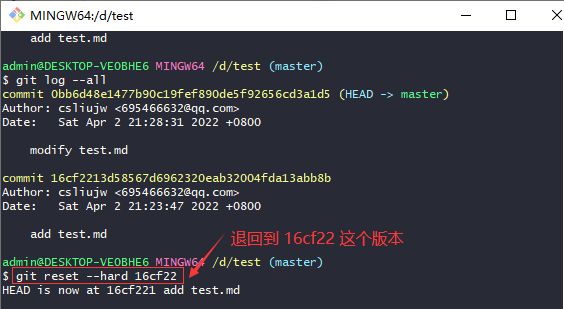 MINGW64:/d/test
add test.md
admin@DESKTOP-VEOBHE6 MINGW64 /d/test (master)
$ git log --all
commit 0bb6d48e1477b90c19fef890de5f92656cd3a1d5 (HEAD -> master)
Author: csliujw <695466632@qq.com>
Date:   Sat Apr 2 21:28:31 2022 +0800
modify test.md
commit 16cf2213d58567d6962320eab32004fda13abb8b
Author: csliujw <695466632@qq.com>
Date:   Sat Apr 2 21:23:47 2022 +0800
add test.md
退回到 16cf22 这个版本
admin@DESKTOP-VEOBHE6 MINGW64 /d/test (master)
$ git reset --hard 16cf22
HEAD is now at 16cf221 add test.md